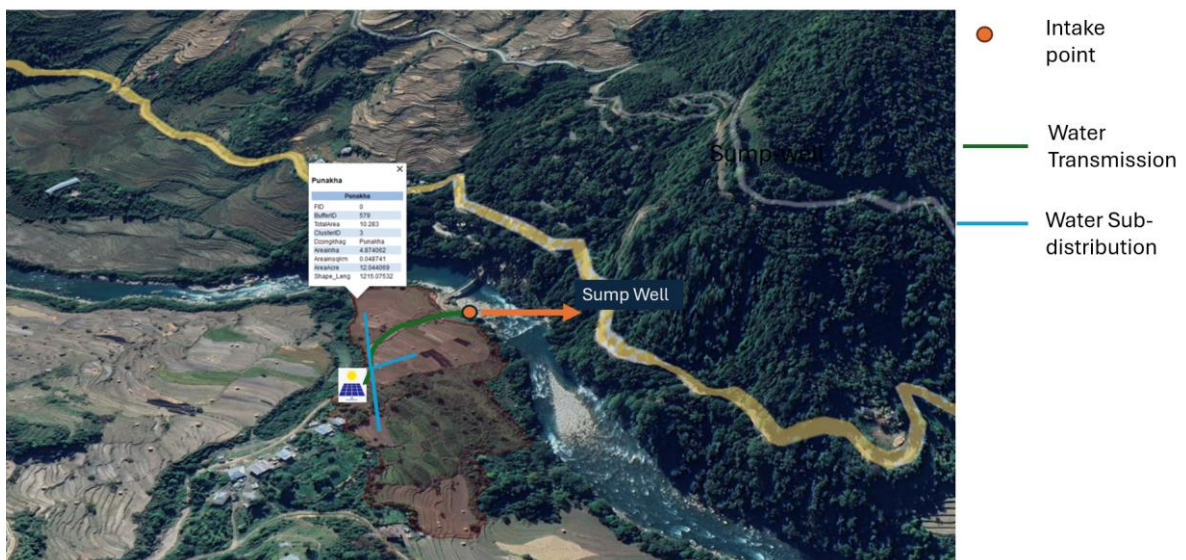 Intake
point
Water
Transmission
Water Sub-
distribution
Sump well
Punakha
Punakha
FID 0
BufferID 579
TotalArea 10.283
ClusterID 3
Dzongkhag Punakha
Areainha 4.874062
Areainsqkm 0.048741
AreaAcre 12.044069
Shape_Leng 1215.07532
Sump Well